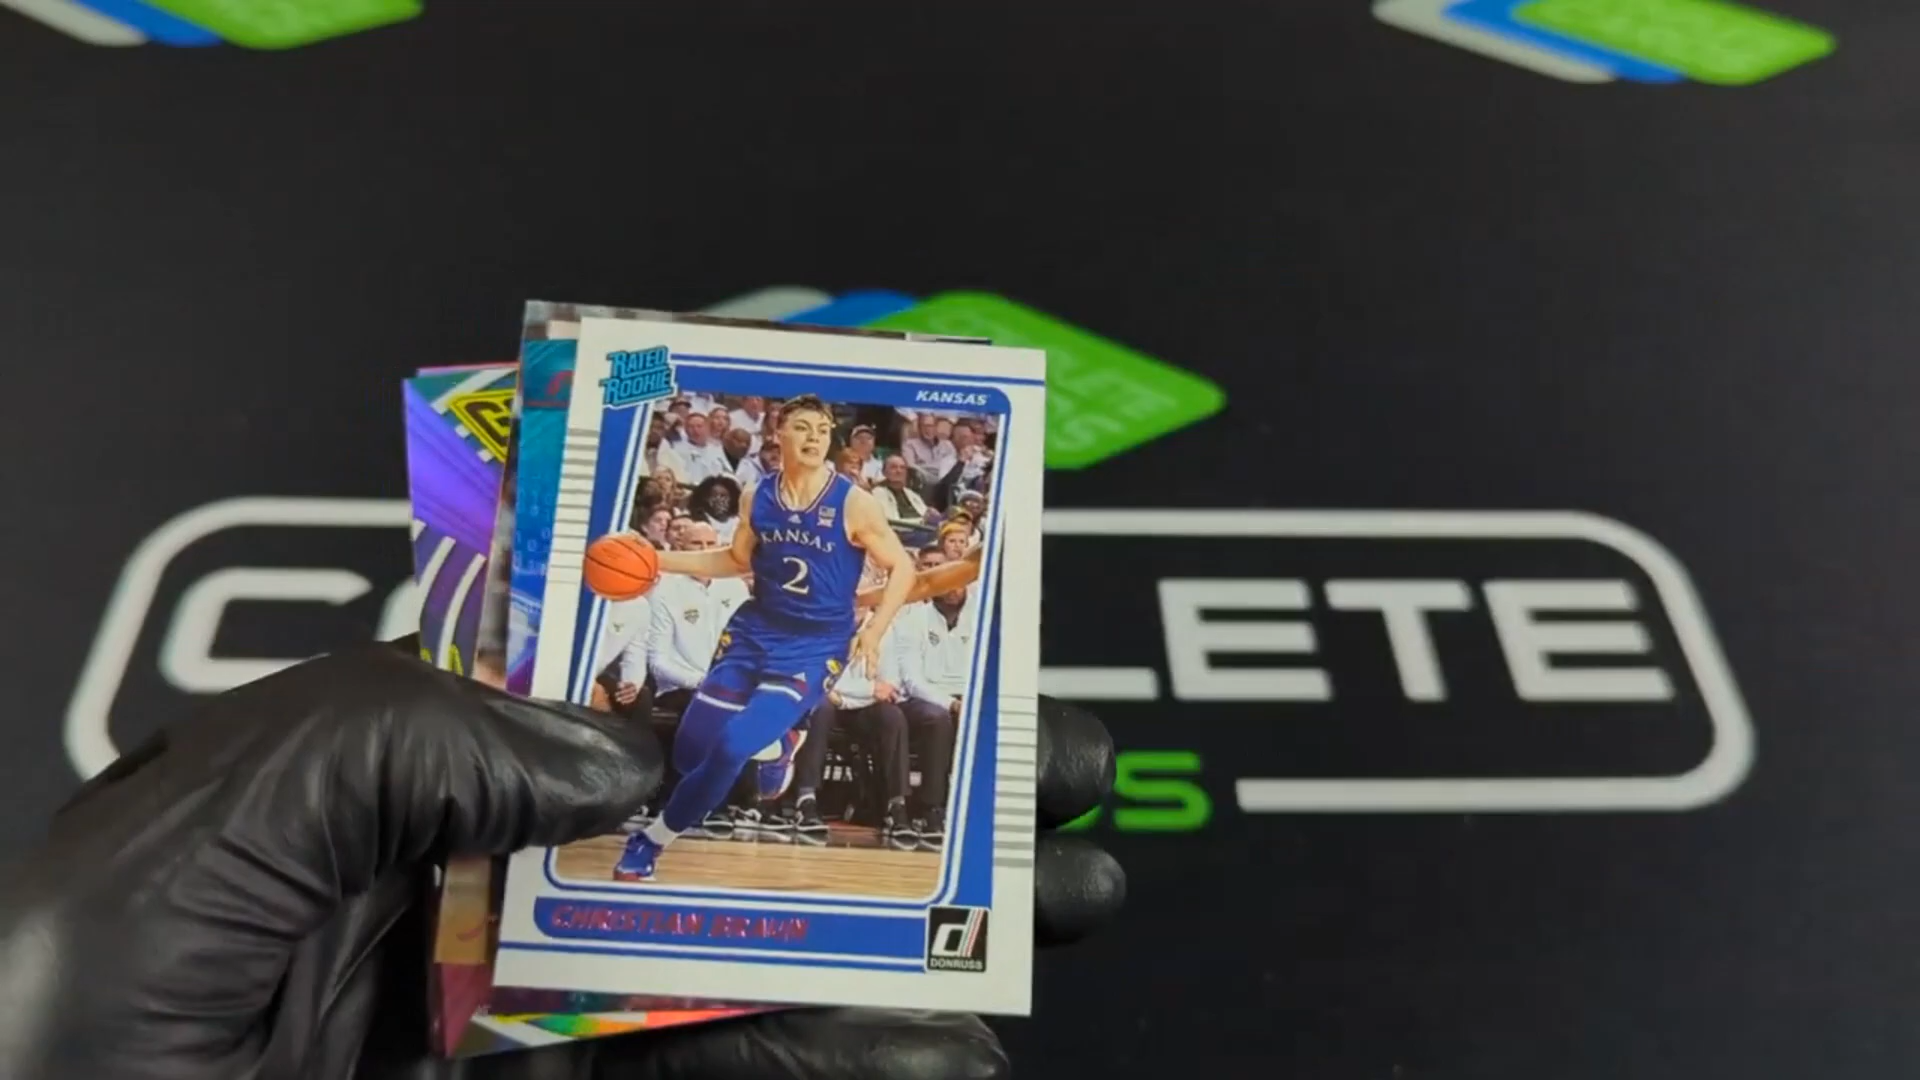 RATED
ROOKIE
KANSAS
KANSAS
2
CHRISTIAN BRAUN
DONRUSS
LETE
S